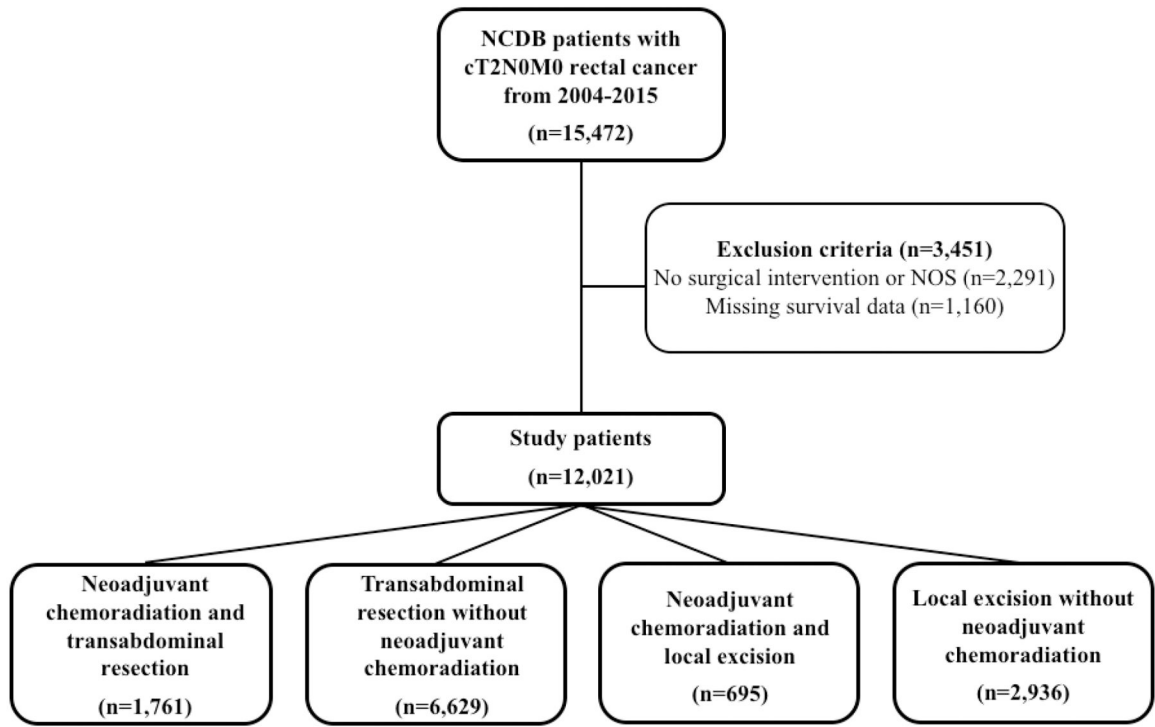 NCDB patients with
cT2N0M0 rectal cancer
from 2004-2015
(n=15,472)
Exclusion criteria (n=3,451)
No surgical intervention or NOS (n=2,291)
Missing survival data (n=1,160)
Study patients
(n=12,021)
Neoadjuvant
chemoradiation and
transabdominal
resection
(n=1,761)
Transabdominal
resection without
neoadjuvant
chemoradiation
(n=6,629)
Neoadjuvant
chemoradiation and
local excision
(n=695)
Local excision without
neoadjuvant
chemoradiation
(n=2,936)